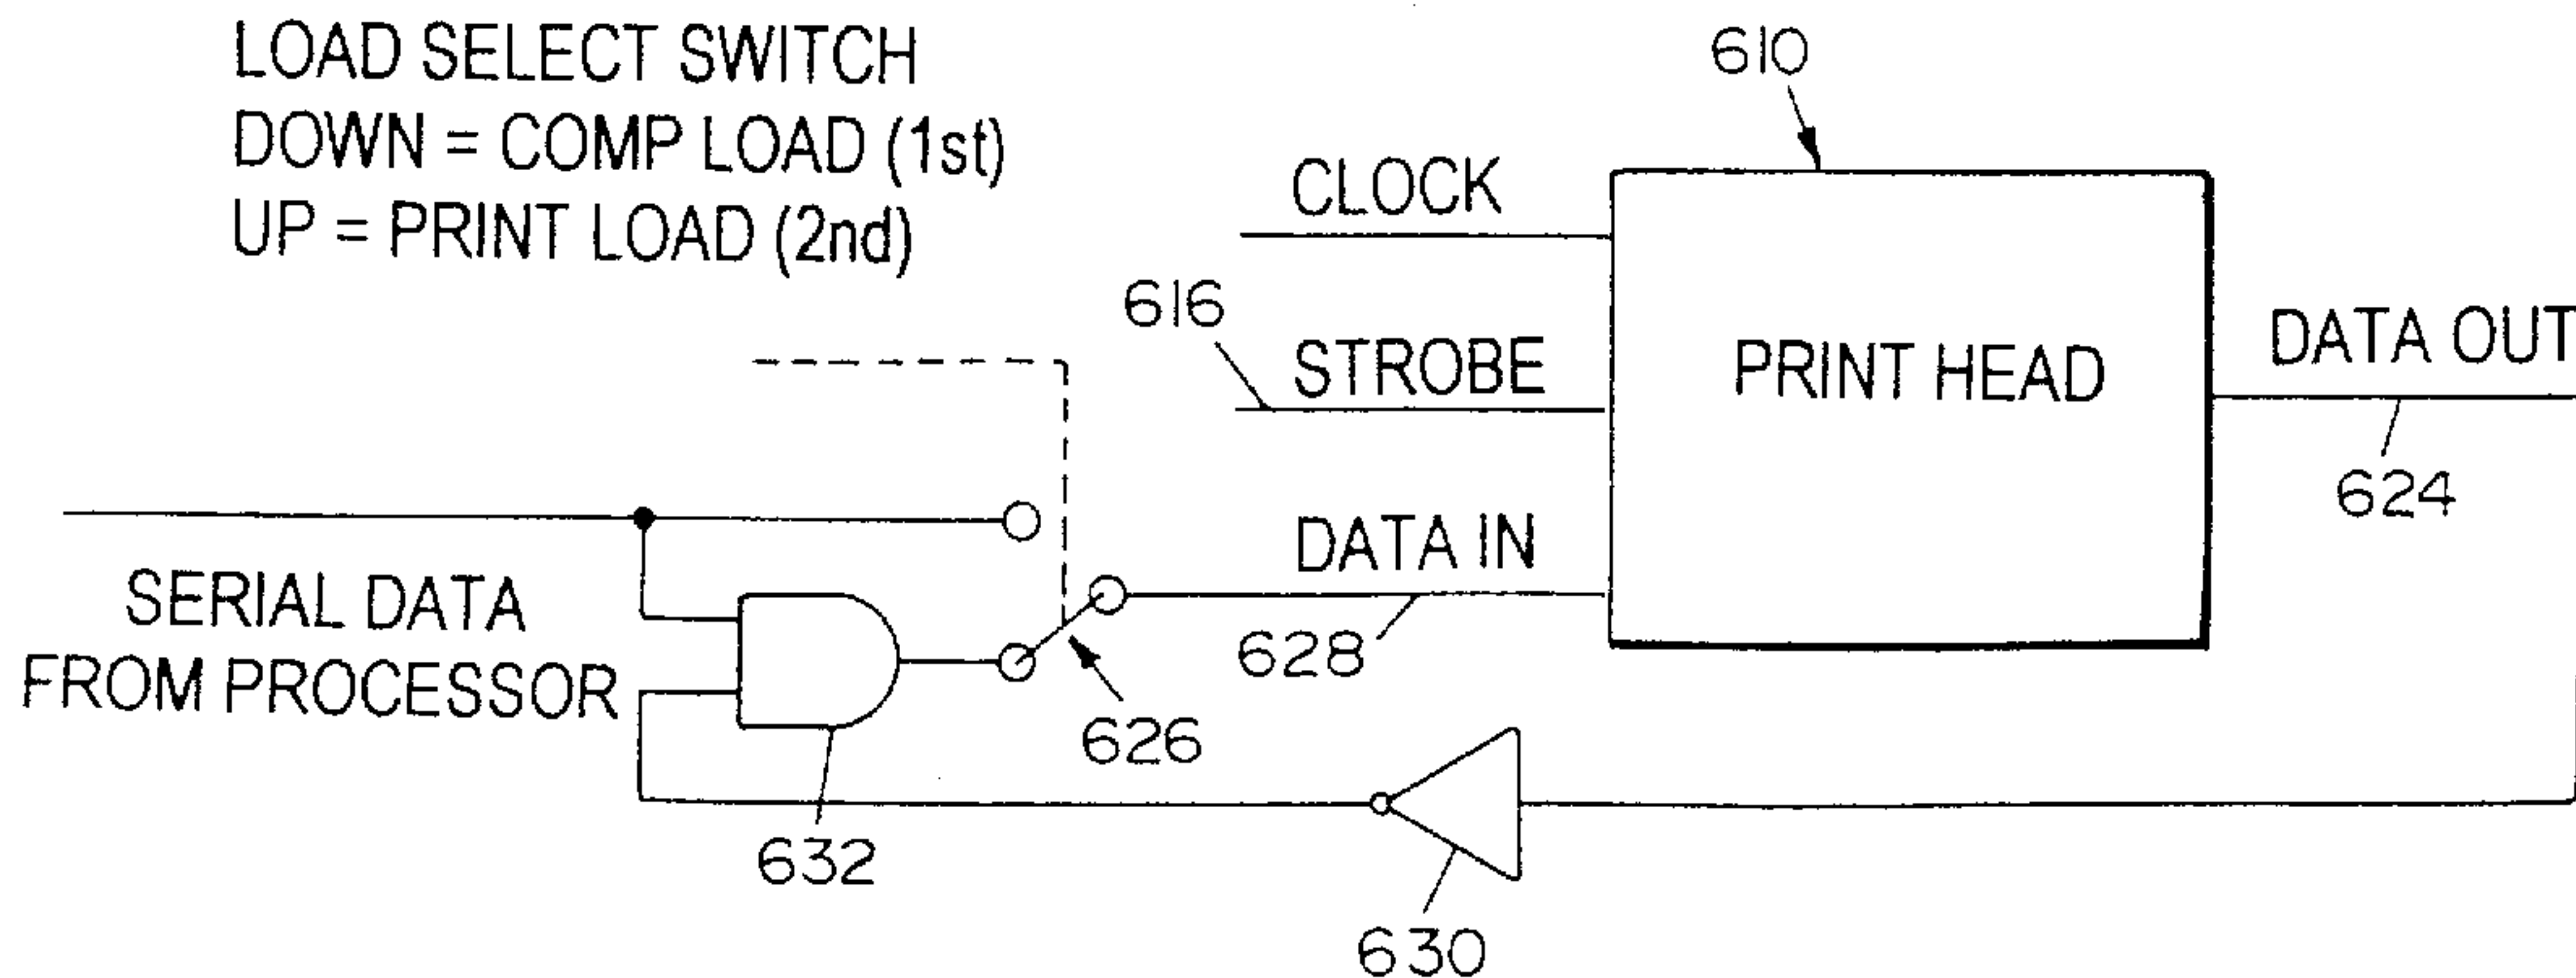 LOAD SELECT SWITCH
DOWN = COMP LOAD (1st)
UP = PRINT LOAD (2nd)
610
CLOCK
616
STROBE
PRINT HEAD
DATA OUT
624
DATA IN
628
SERIAL DATA
FROM PROCESSOR
626
632
630